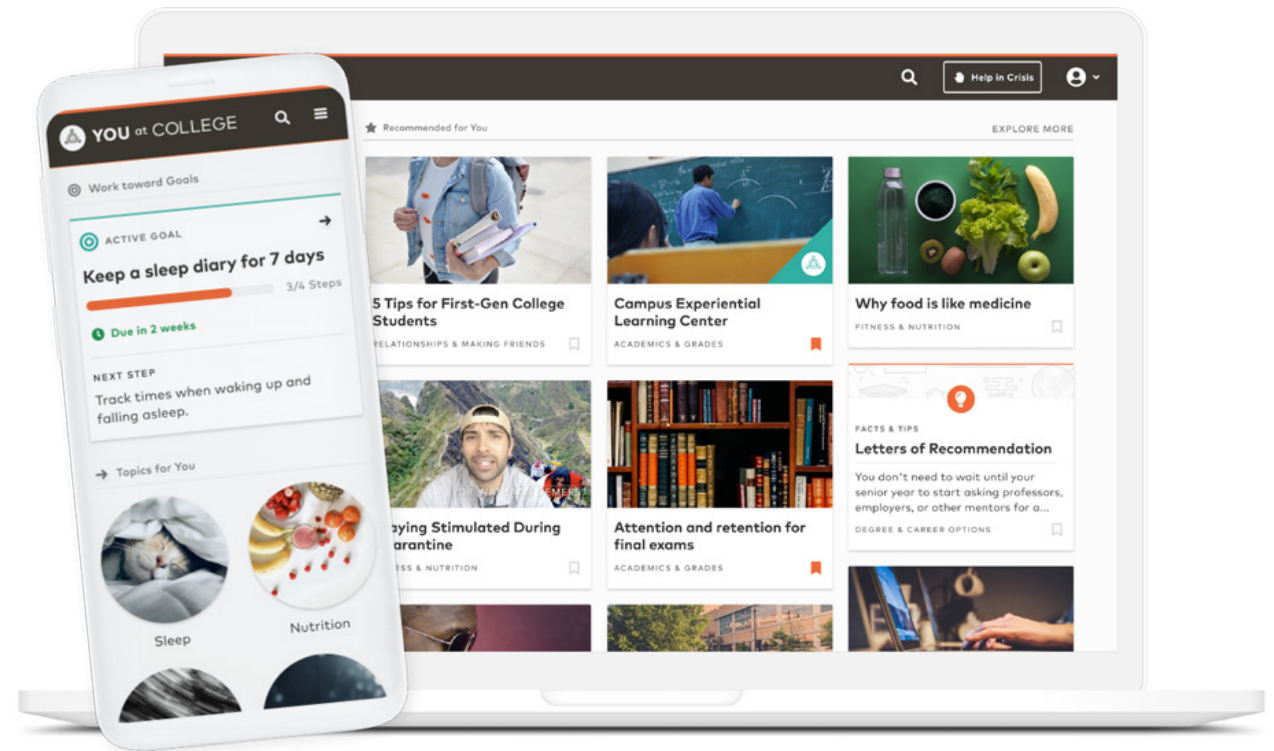 YOU at COLLEGE
Work toward Goals
ACTIVE GOAL
Keep a sleep diary for 7 days
3/4 Steps
Due in 2 weeks
NEXT STEP
Track times when waking up and
falling asleep.
Topics for You
Sleep
Nutrition
Help in Crisis
Recommended for You
EXPLORE MORE
5 Tips for First-Gen College
Students
RELATIONSHIPS & MAKING FRIENDS
Campus Experiential
Learning Center
ACADEMICS & GRADES
Why food is like medicine
FITNESS & NUTRITION
aying Stimulated During
arantine
ESS & NUTRITION
Attention and retention for
final exams
ACADEMICS & GRADES
FACTS & TIPS
Letters of Recommendation
You don't need to wait until your
senior year to start asking professors,
employers, or other mentors for a...
DEGREE & CAREER OPTIONS